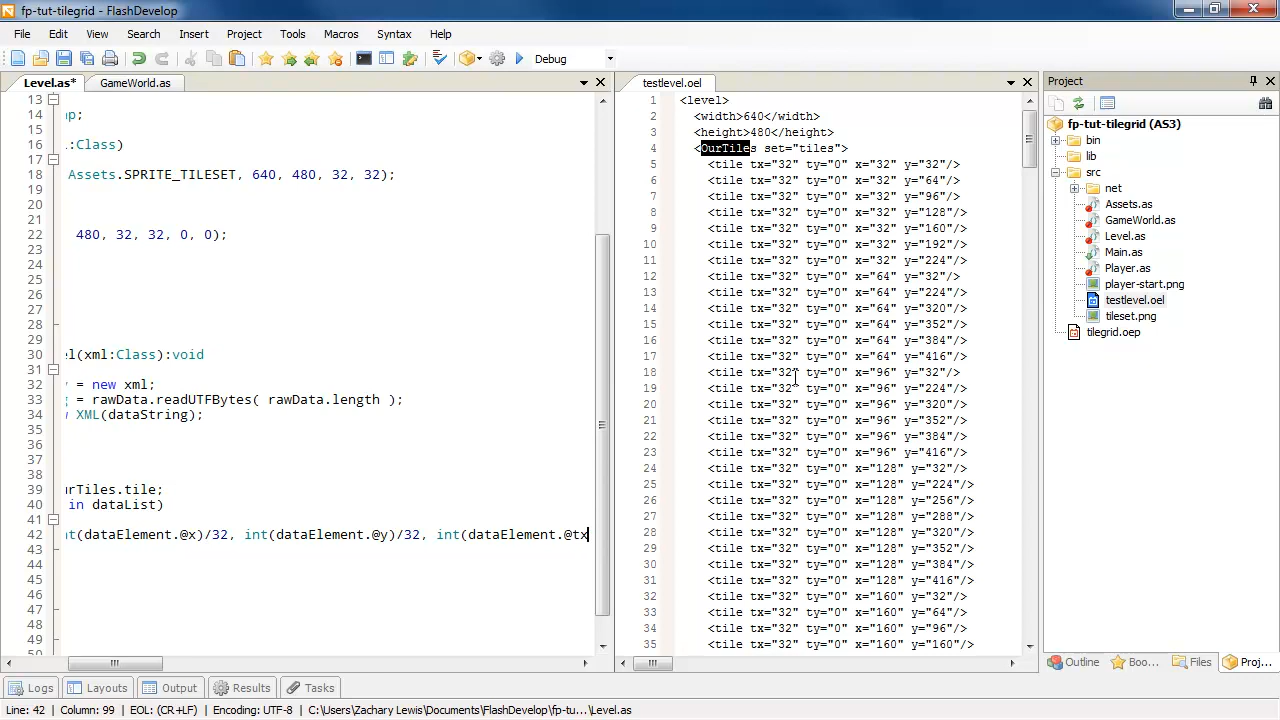 fp-tut-tilegrid - FlashDevelop
File Edit View Search Insert Project Tools Macros Syntax Help
Debug
Level.as* GameWorld.as
testlevel.oel
Project
13
14 ap;
15
16 l:Class)
17
18 Assets.SPRITE_TILESET, 640, 480, 32, 32);
19
20
21
22 480, 32, 32, 0, 0);
23
24
25
26
27
28
29
30 el(xml:Class):void
31
32 y = new xml;
33 g = rawData.readUTFBytes( rawData.length );
34 XML(dataString);
35
36
37
38
39 urTiles.tile;
40 in dataList)
41
42 nt(dataElement.@x)/32, int(dataElement.@y)/32, int(dataElement.@tx
43
44
45
46
47
48
49
50
1 <level>
2 <width>640</width>
3 <height>480</height>
4 <OurTiles set="tiles">
5 <tile tx="32" ty="0" x="32" y="32"/>
6 <tile tx="32" ty="0" x="32" y="64"/>
7 <tile tx="32" ty="0" x="32" y="96"/>
8 <tile tx="32" ty="0" x="32" y="128"/>
9 <tile tx="32" ty="0" x="32" y="160"/>
10 <tile tx="32" ty="0" x="32" y="192"/>
11 <tile tx="32" ty="0" x="32" y="224"/>
12 <tile tx="32" ty="0" x="64" y="32"/>
13 <tile tx="32" ty="0" x="64" y="224"/>
14 <tile tx="32" ty="0" x="64" y="320"/>
15 <tile tx="32" ty="0" x="64" y="352"/>
16 <tile tx="32" ty="0" x="64" y="384"/>
17 <tile tx="32" ty="0" x="64" y="416"/>
18 <tile tx="32" ty="0" x="96" y="32"/>
19 <tile tx="32" ty="0" x="96" y="224"/>
20 <tile tx="32" ty="0" x="96" y="320"/>
21 <tile tx="32" ty="0" x="96" y="352"/>
22 <tile tx="32" ty="0" x="96" y="384"/>
23 <tile tx="32" ty="0" x="96" y="416"/>
24 <tile tx="32" ty="0" x="128" y="32"/>
25 <tile tx="32" ty="0" x="128" y="224"/>
26 <tile tx="32" ty="0" x="128" y="256"/>
27 <tile tx="32" ty="0" x="128" y="288"/>
28 <tile tx="32" ty="0" x="128" y="320"/>
29 <tile tx="32" ty="0" x="128" y="352"/>
30 <tile tx="32" ty="0" x="128" y="384"/>
31 <tile tx="32" ty="0" x="128" y="416"/>
32 <tile tx="32" ty="0" x="160" y="32"/>
33 <tile tx="32" ty="0" x="160" y="64"/>
34 <tile tx="32" ty="0" x="160" y="96"/>
35 <tile tx="32" ty="0" x="160" y="160"/>
fp-tut-tilegrid (AS3)
bin
lib
src
net
Assets.as
GameWorld.as
Level.as
Main.as
Player.as
player-start.png
testlevel.oel
tileset.png
tilegrid.oep
Outline Boo... Files Proj...
Logs Layouts Output Results Tasks
Line: 42 Column: 99 EOL: (CR+LF) Encoding: UTF-8 C:\Users\Zachary Lewis\Documents\FlashDevelop\fp-tu...\Level.as